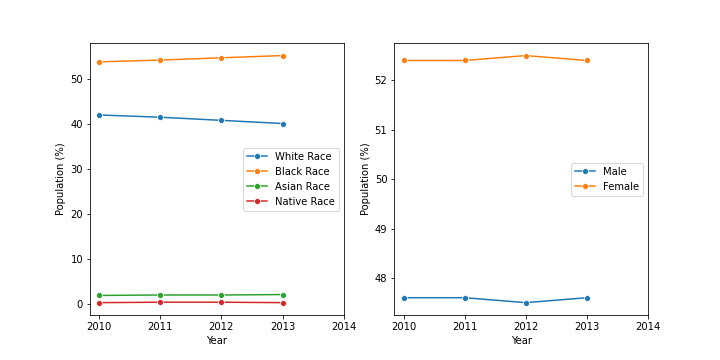 50
40
30
20
10
0
Population (%)
2010 2011 2012 2013 2014
Year
White Race
Black Race
Asian Race
Native Race
52
51
50
49
48
Population (%)
2010 2011 2012 2013 2014
Year
Male
Female